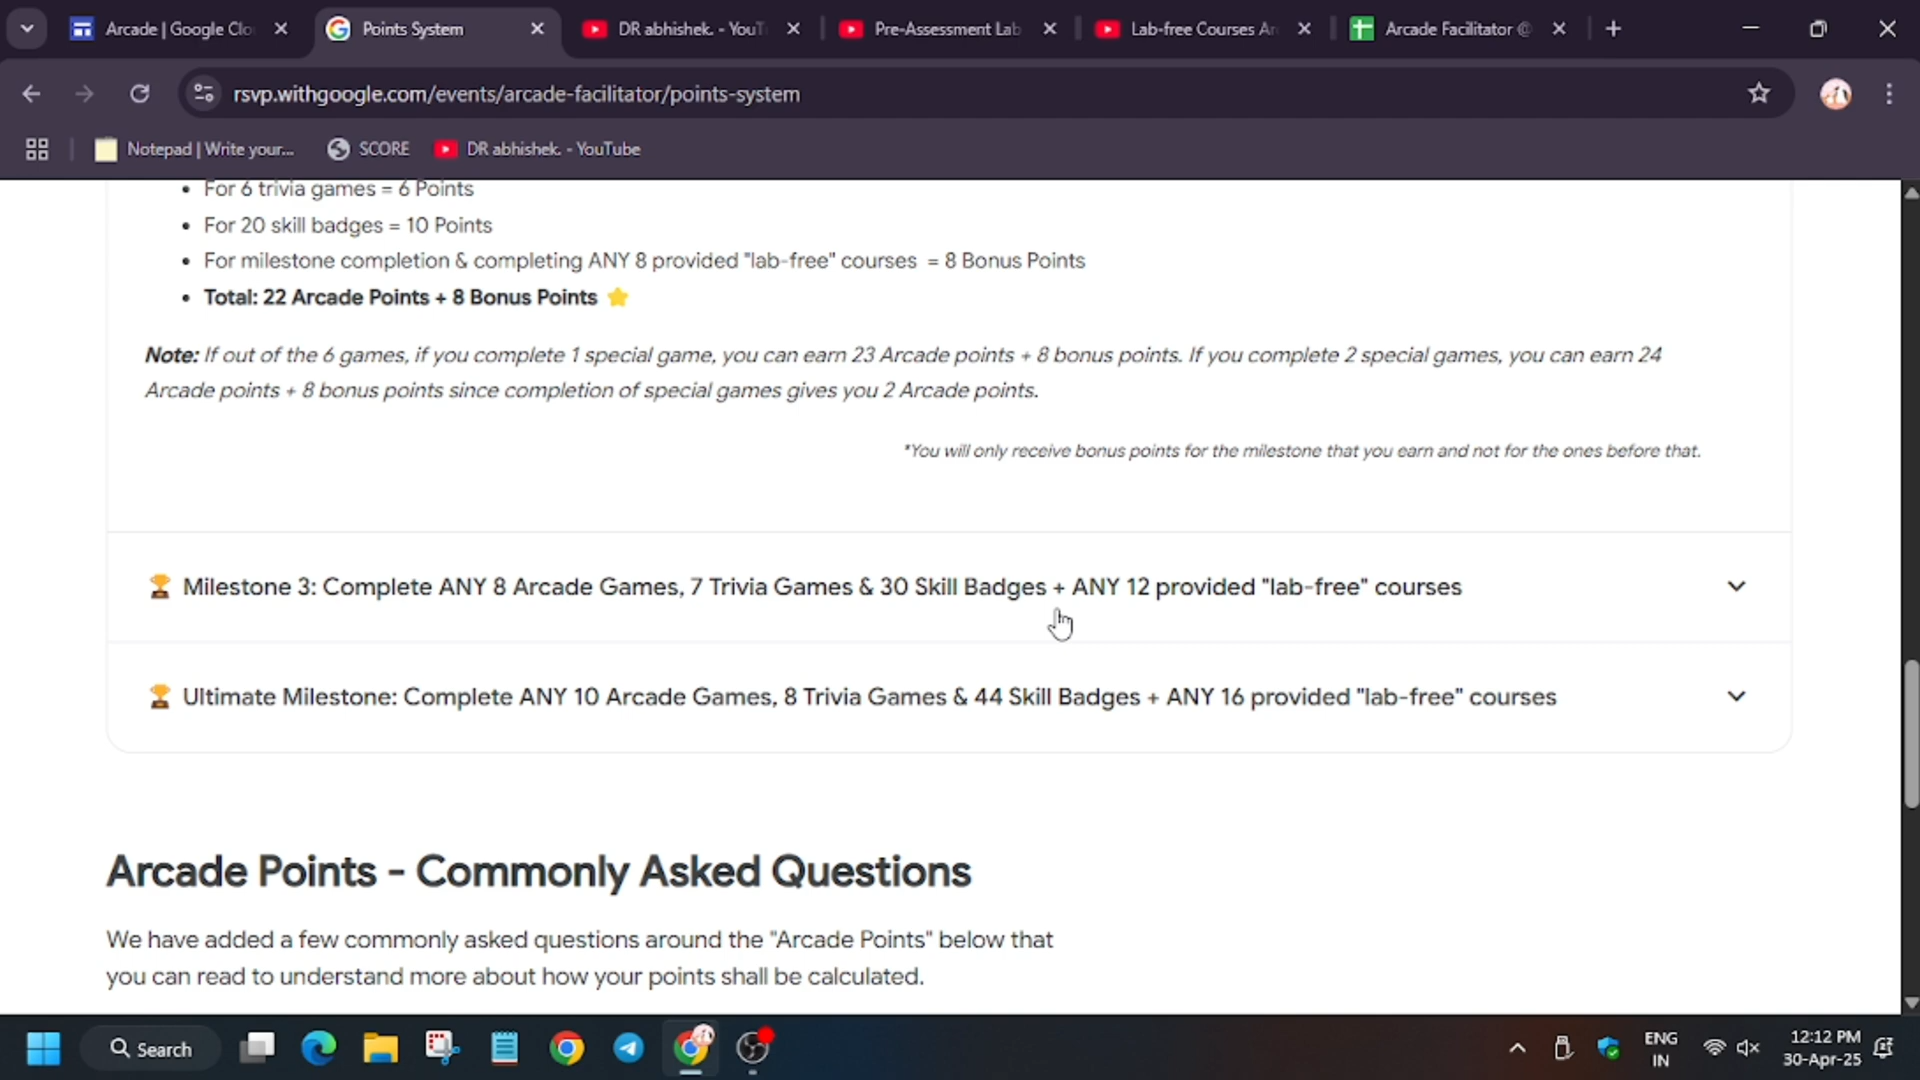 Arcade | Google Clo
Points System
DR abhishek. - YouT
Pre-Assessment Lab
Lab-free Courses Ar
Arcade Facilitator @
rsvp.withgoogle.com/events/arcade-facilitator/points-system
Notepad | Write your...
SCORE
DR abhishek. - YouTube
• For 6 trivia games = 6 Points
• For 20 skill badges = 10 Points
• For milestone completion & completing ANY 8 provided "lab-free" courses = 8 Bonus Points
• Total: 22 Arcade Points + 8 Bonus Points ⭐
Note: If out of the 6 games, if you complete 1 special game, you can earn 23 Arcade points + 8 bonus points. If you complete 2 special games, you can earn 24
Arcade points + 8 bonus points since completion of special games gives you 2 Arcade points.
*You will only receive bonus points for the milestone that you earn and not for the ones before that.
🏆 Milestone 3: Complete ANY 8 Arcade Games, 7 Trivia Games & 30 Skill Badges + ANY 12 provided "lab-free" courses
🏆 Ultimate Milestone: Complete ANY 10 Arcade Games, 8 Trivia Games & 44 Skill Badges + ANY 16 provided "lab-free" courses
Arcade Points - Commonly Asked Questions
We have added a few commonly asked questions around the "Arcade Points" below that
you can read to understand more about how your points shall be calculated.
Search
ENG
IN
12:12 PM
30-Apr-25